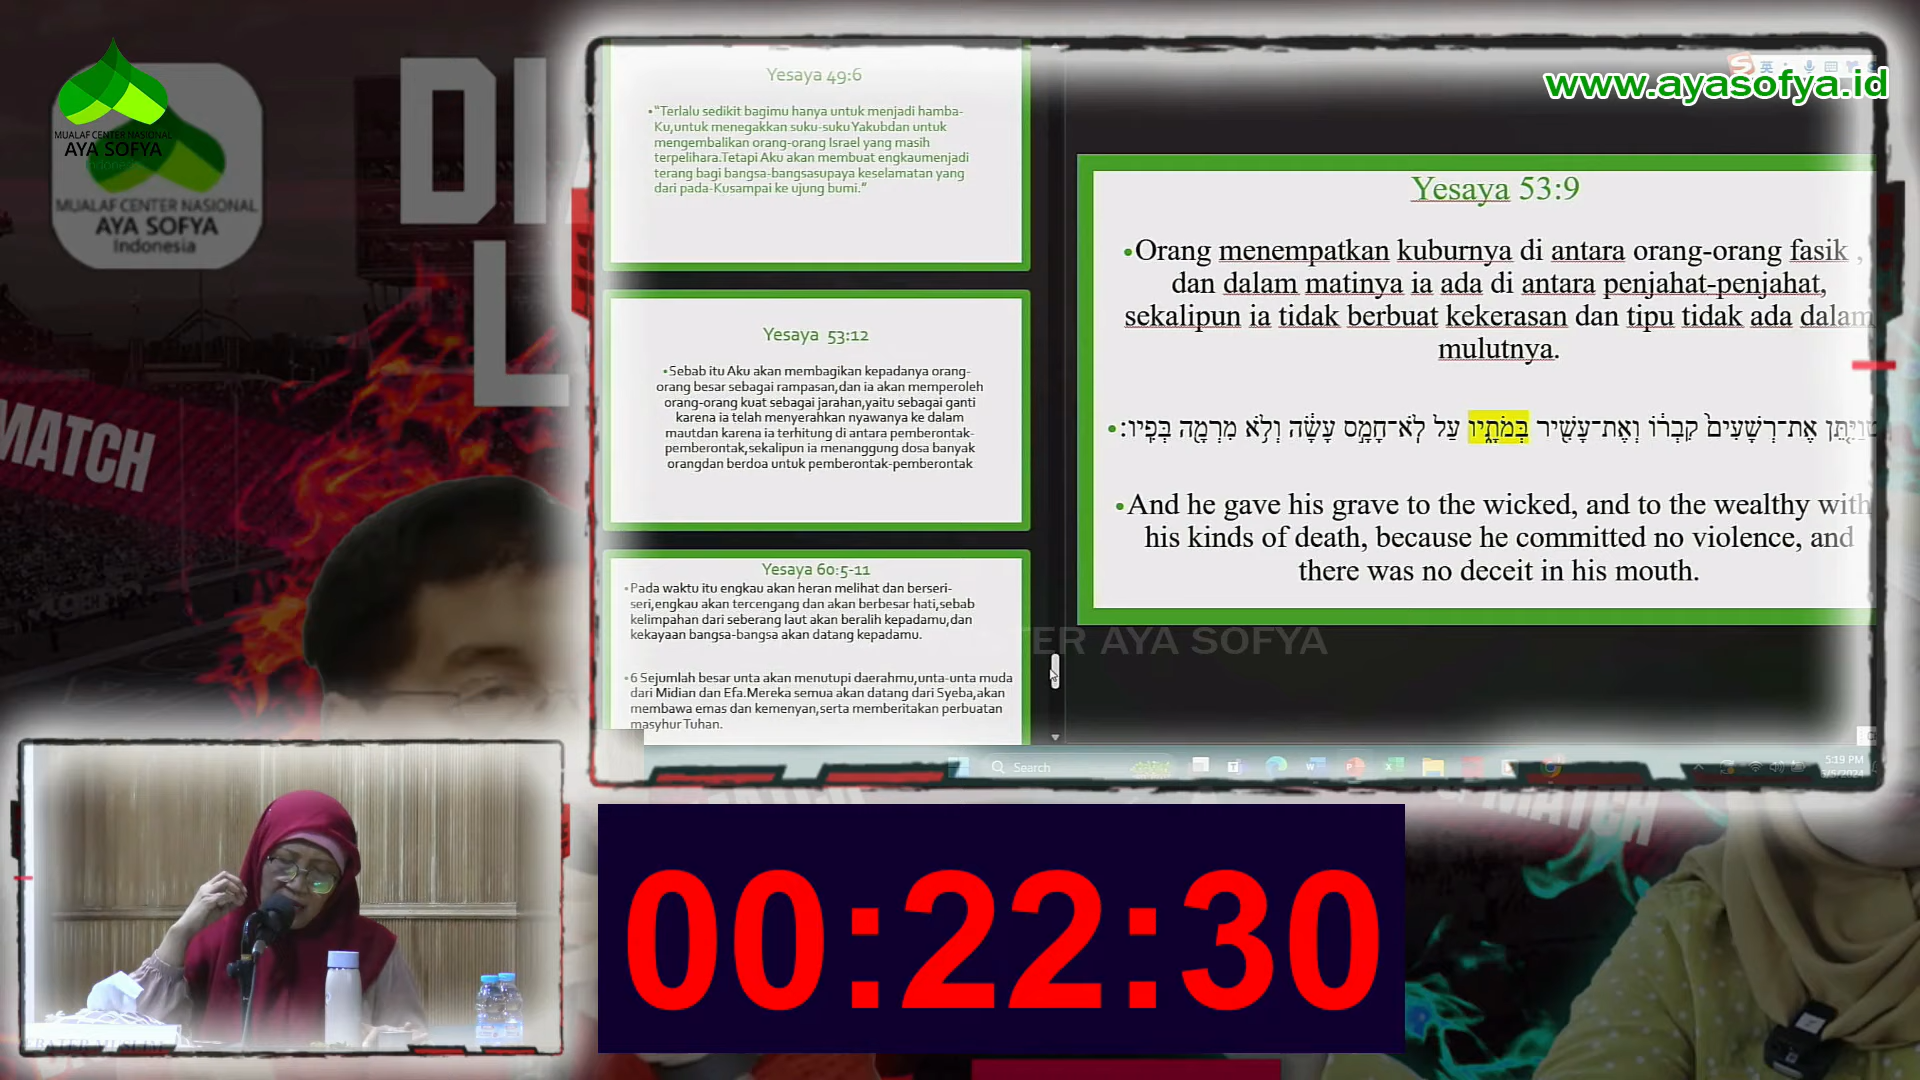 MUALAF CENTER NASIONAL
AYA SOFYA
Indonesia
MUALAF CENTER NASIONAL
AYA SOFYA
Indonesia
MATCH
www.ayasofya.id
Yesaya 49:6
•“Terlalu sedikit bagimu hanya untuk menjadi hamba-
Ku,untuk menegakkan suku-suku Yakubdan untuk
mengembalikan orang-orang Israel yang masih
terpelihara.Tetapi Aku akan membuat engkaumenjadi
terang bagi bangsa-bangsasupaya keselamatan yang
dari pada-Kusampai ke ujung bumi.“
Yesaya 53:12
•Sebab itu Aku akan membagikan kepadanya orang-
orang besar sebagai rampasan,dan ia akan memperoleh
orang-orang kuat sebagai jarahan,yaitu sebagai ganti
karena ia telah menyerahkan nyawanya ke dalam
mautdan karena ia terhitung di antara pemberontak-
pemberontak,sekalipun ia menanggung dosa banyak
orangdan berdoa untuk pemberontak-pemberontak
Yesaya 60:5-11
•Pada waktu itu engkau akan heran melihat dan berseri-
seri,engkau akan tercengang dan akan berbesar hati,sebab
kelimpahan dari seberang laut akan beralih kepadamu,dan
kekayaan bangsa-bangsa akan datang kepadamu.
•6 Sejumlah besar unta akan menutupi daerahmu,unta-unta muda
dari Midian dan Efa.Mereka semua akan datang dari Syeba,akan
membawa emas dan kemenyan,serta memberitakan perbuatan
masyhur Tuhan.
Yesaya 53:9
•Orang menempatkan kuburnya di antara orang-orang fasik ,
dan dalam matinya ia ada di antara penjahat-penjahat,
sekalipun ia tidak berbuat kekerasan dan tipu tidak ada dalam
mulutnya.
•וַיִּתֵּ֤ן אֶת־רְשָׁעִים֙ קִבְר֔וֹ וְאֶת־עָשִׁ֖יר בְּמֹתָ֑יו עַ֚ל לֹֽא־חָמָ֣ס עָשָׂ֔ה וְלֹ֥א מִרְמָ֖ה בְּפִֽיו:
•And he gave his grave to the wicked, and to the wealthy with
his kinds of death, because he committed no violence, and
there was no deceit in his mouth.
TER AYA SOFYA
Search
5:19 PM
00:22:30
MATCH